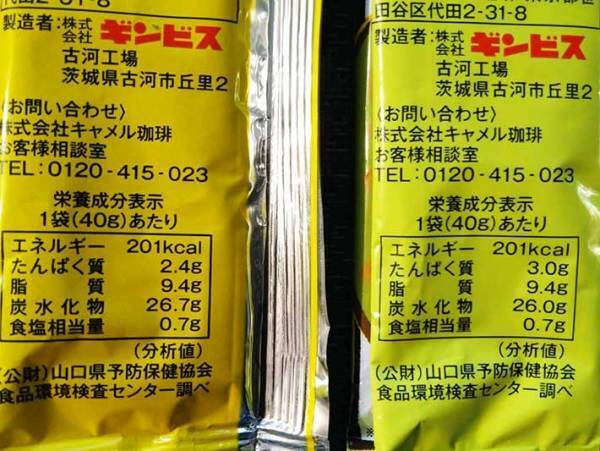 代田2-31-8
製造者:株式会社 ギンビス
古河工場
茨城県古河市丘里2
〈お問い合わせ〉
株式会社キャメル珈琲
お客様相談室
TEL:0120-415-023
栄養成分表示
1袋(40g)あたり
エネルギー 201kcal
たんぱく質 2.4g
脂質 9.4g
炭水化物 26.7g
食塩相当量 0.7g
(分析値)
(公財)山口県予防保健協会
食品環境検査センター調べ
田谷区代田2-31-8
製造者:株式会社 ギンビス
古河工場
茨城県古河市丘里2
〈お問い合わせ〉
株式会社キャメル珈琲
お客様相談室
TEL:0120-415-023
栄養成分表示
1袋(40g)あたり
エネルギー 201kcal
たんぱく質 3.0g
脂質 9.4g
炭水化物 26.0g
食塩相当量 0.7g
(分析値)
(公財)山口県予防保健協会
食品環境検査センター調べ